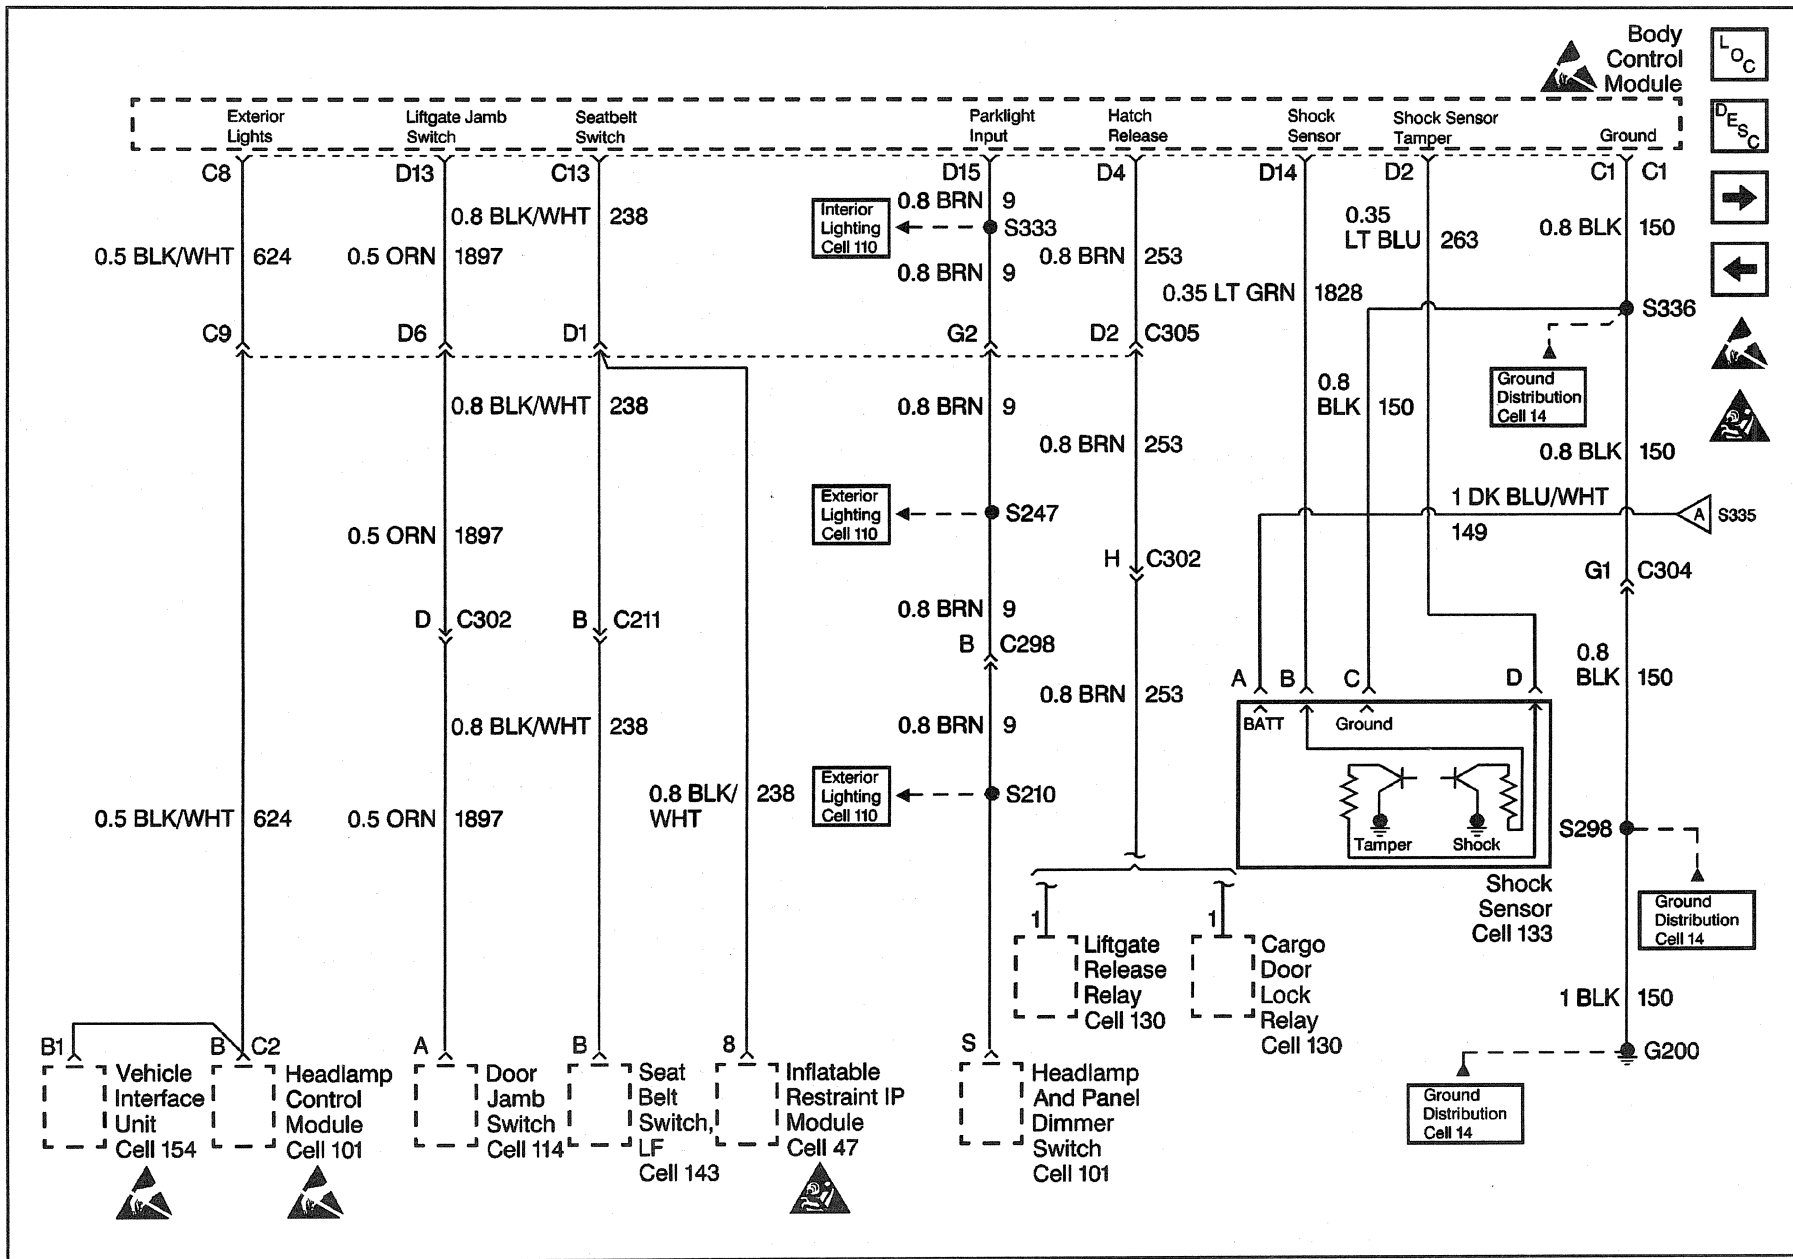 Body
Control
Module
L
O
C
D
E
S
C
Exterior
Lights
Liftgate Jamb
Switch
Seatbelt
Switch
Parklight
Input
Hatch
Release
Shock
Sensor
Shock Sensor
Tamper
Ground
C8
D13
C13
D15
D4
D14
D2
C1
C1
0.8 BRN
9
0.8 BLK/WHT
238
Interior
Lighting
Cell 110
S333
0.35
LT BLU
263
0.8 BLK
150
0.5 BLK/WHT
624
0.5 ORN
1897
0.8 BRN
9
0.8 BRN
253
0.35 LT GRN
1828
S336
C9
D6
D1
G2
D2
C305
Ground
Distribution
Cell 14
0.8
BLK
150
0.8 BLK/WHT
238
0.8 BRN
9
0.8 BRN
253
0.8 BLK
150
1 DK BLU/WHT
149
A
S335
Exterior
Lighting
Cell 110
S247
0.5 ORN
1897
H
C302
G1
C304
D
C302
B
C211
0.8 BRN
9
B
C298
0.8
BLK
150
A
B
C
D
0.8 BRN
253
0.8 BLK/WHT
238
0.8 BRN
9
BATT
Ground
Exterior
Lighting
Cell 110
S210
0.8 BLK/
WHT
238
0.5 BLK/WHT
624
0.5 ORN
1897
Tamper
Shock
S298
Shock
Sensor
Cell 133
Ground
Distribution
Cell 14
1
1
Liftgate
Release
Relay
Cell 130
Cargo
Door
Lock
Relay
Cell 130
1 BLK
150
G200
B1
B
C2
A
B
8
S
Vehicle
Interface
Unit
Cell 154
Headlamp
Control
Module
Cell 101
Door
Jamb
Switch
Cell 114
Seat
Belt
Switch,
LF
Cell 143
Inflatable
Restraint IP
Module
Cell 47
Headlamp
And Panel
Dimmer
Switch
Cell 101
Ground
Distribution
Cell 14